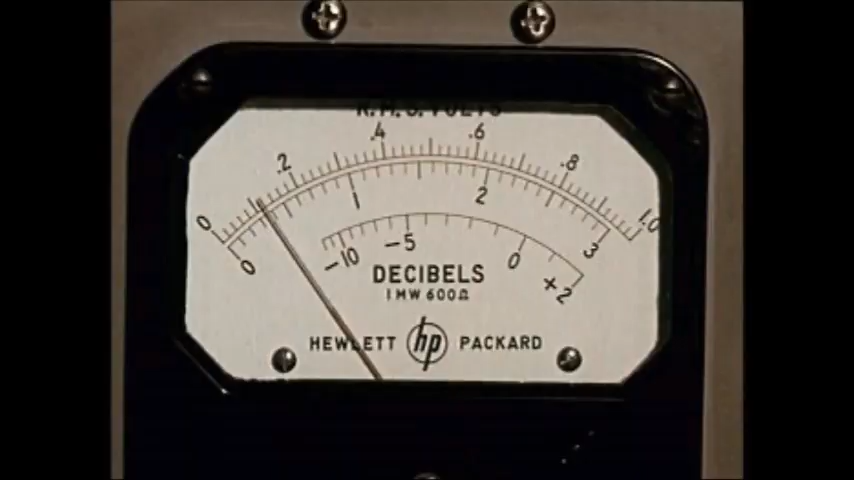 R.M.S. VOLTS
0 .2 .4 .6 .8 1.0
0 1 2 3
-10 -5 0 +2
DECIBELS
1 MW 600Ω
HEWLETT hp PACKARD